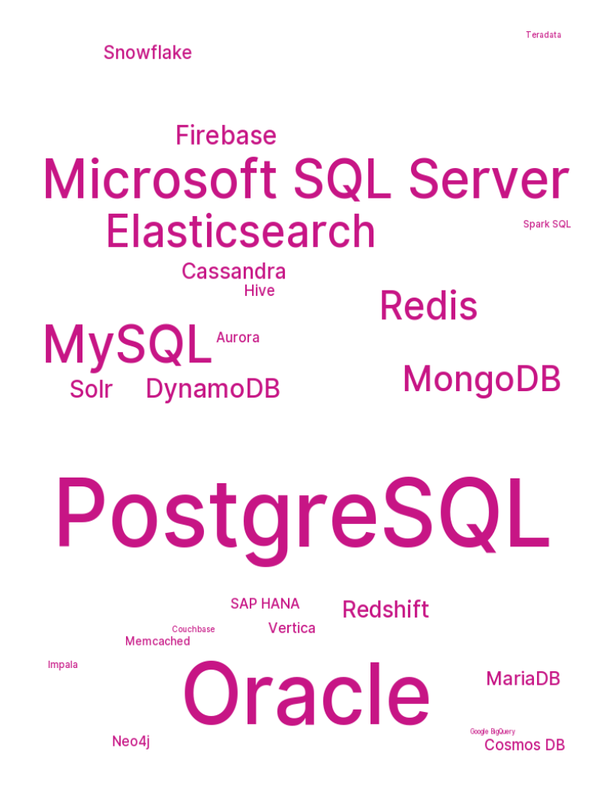 Teradata
Snowflake
Firebase
Microsoft SQL Server
Elasticsearch
Spark SQL
Cassandra
Hive
Redis
MySQL
Aurora
MongoDB
Solr
DynamoDB
PostgreSQL
SAP HANA
Redshift
Couchbase
Vertica
Memcached
Impala
Oracle
MariaDB
Google BigQuery
Neo4j
Cosmos DB